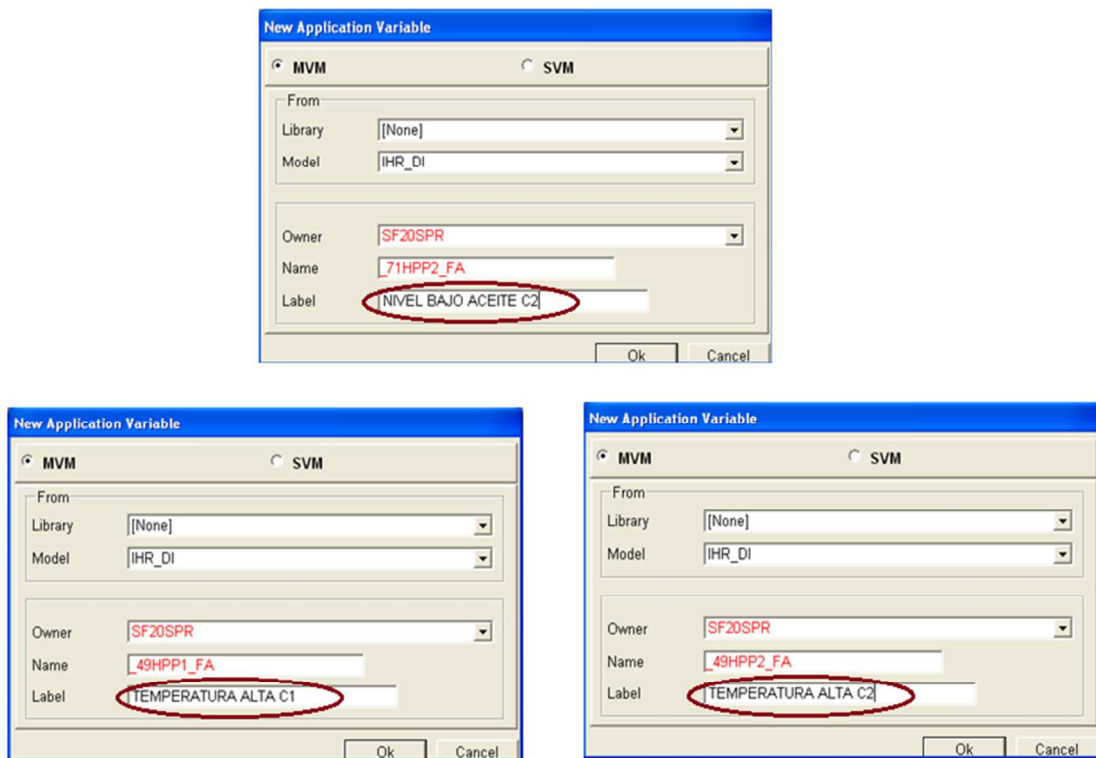 New Application Variable
MVM SVM
From
Library [None]
Model IHR_DI
Owner SF20SPR
Name _71HPP2_FA
Label NIVEL BAJO ACEITE C2
Ok Cancel
New Application Variable
MVM SVM
From
Library [None]
Model IHR_DI
Owner SF20SPR
Name _49HPP1_FA
Label TEMPERATURA ALTA C1
Ok Cancel
New Application Variable
MVM SVM
From
Library [None]
Model IHR_DI
Owner SF20SPR
Name _49HPP2_FA
Label TEMPERATURA ALTA C2
Ok Cancel